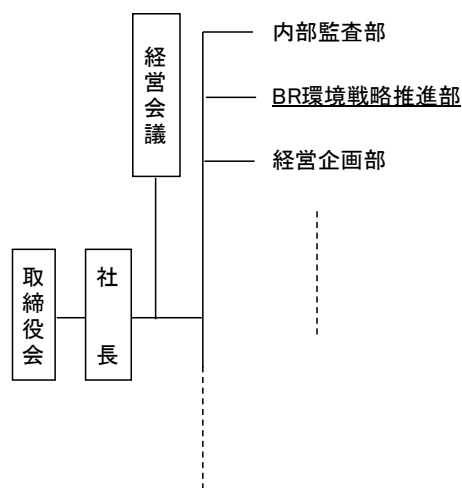 内部監査部
BR環境戦略推進部
経営企画部
経営会議
取締役会
社長